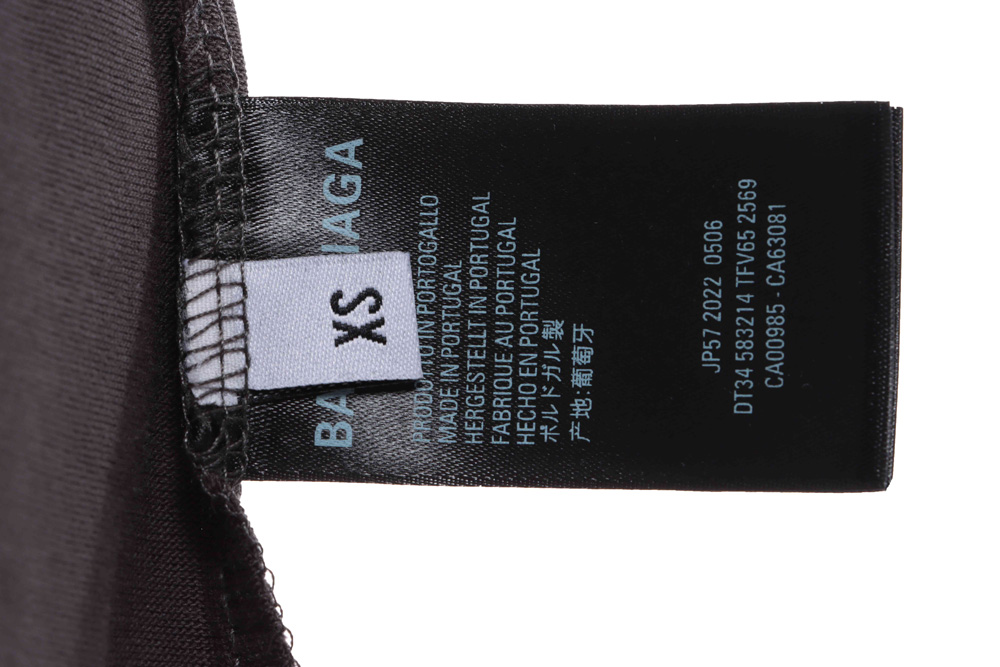 BA IAGA
XS
PRODOTTO IN PORTOGALLO
MADE IN PORTUGAL
HERGESTELLT IN PORTUGAL
FABRIQUE AU PORTUGAL
HECHO EN PORTUGAL
ポルトガル製
产地:葡萄牙
JP57 2022 0506
DT34 583214 TFV65 2569
CA00985 - CA63081